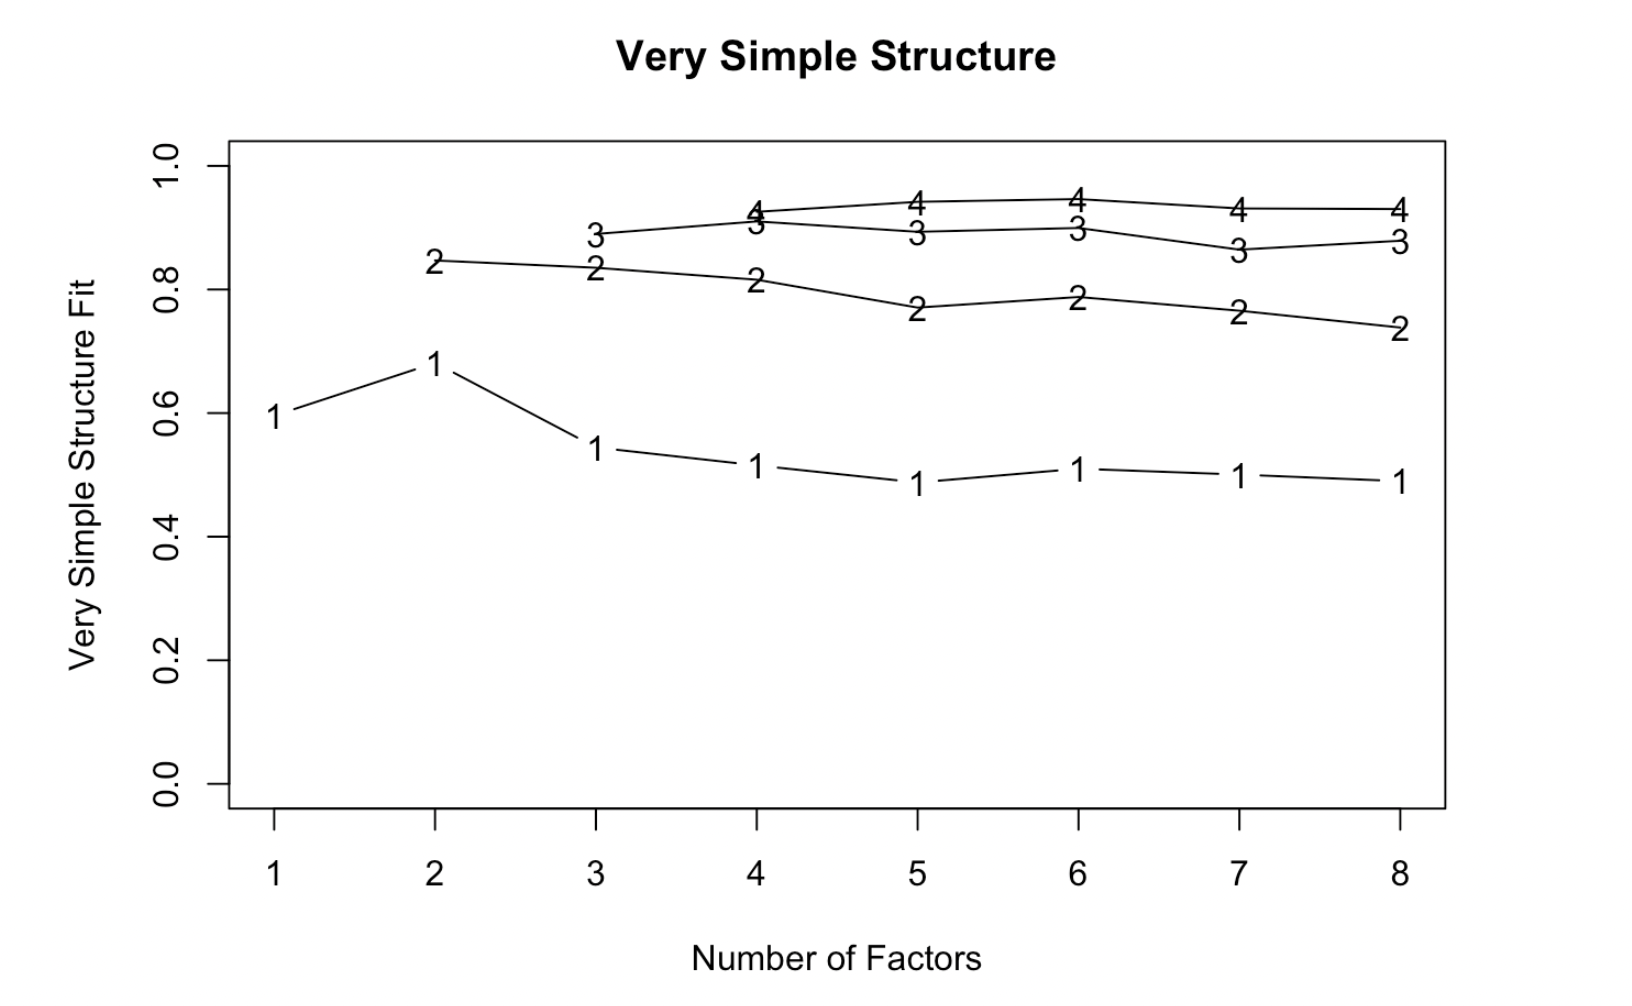 Very Simple Structure
Very Simple Structure Fit
1.0
0.8
0.6
0.4
0.2
0.0
4 4 4 4 4
3 3 3 3 3 3
2 2 2 2 2 2 2
1 1 1 1 1 1 1 1
1 2 3 4 5 6 7 8
Number of Factors